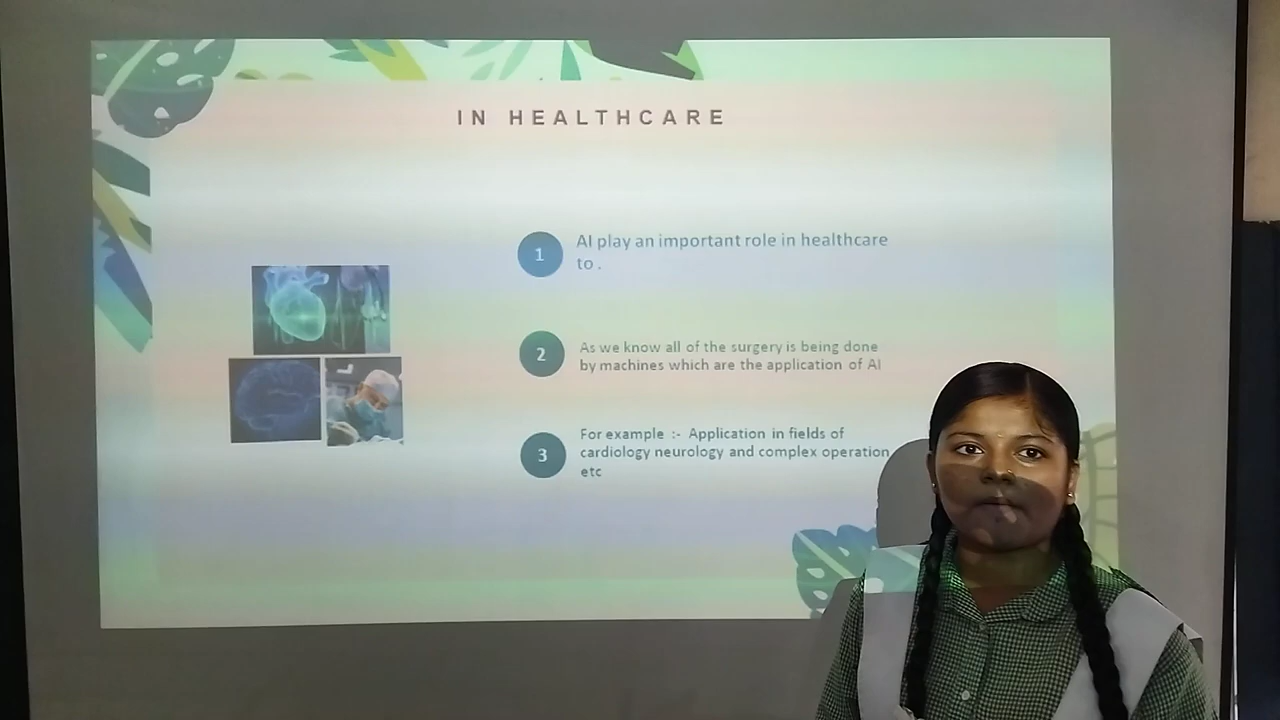 IN HEALTHCARE
1
AI play an important role in healthcare
to .
2
As we know all of the surgery is being done
by machines which are the application of AI
3
For example :- Application in fields of
cardiology neurology and complex operation
etc